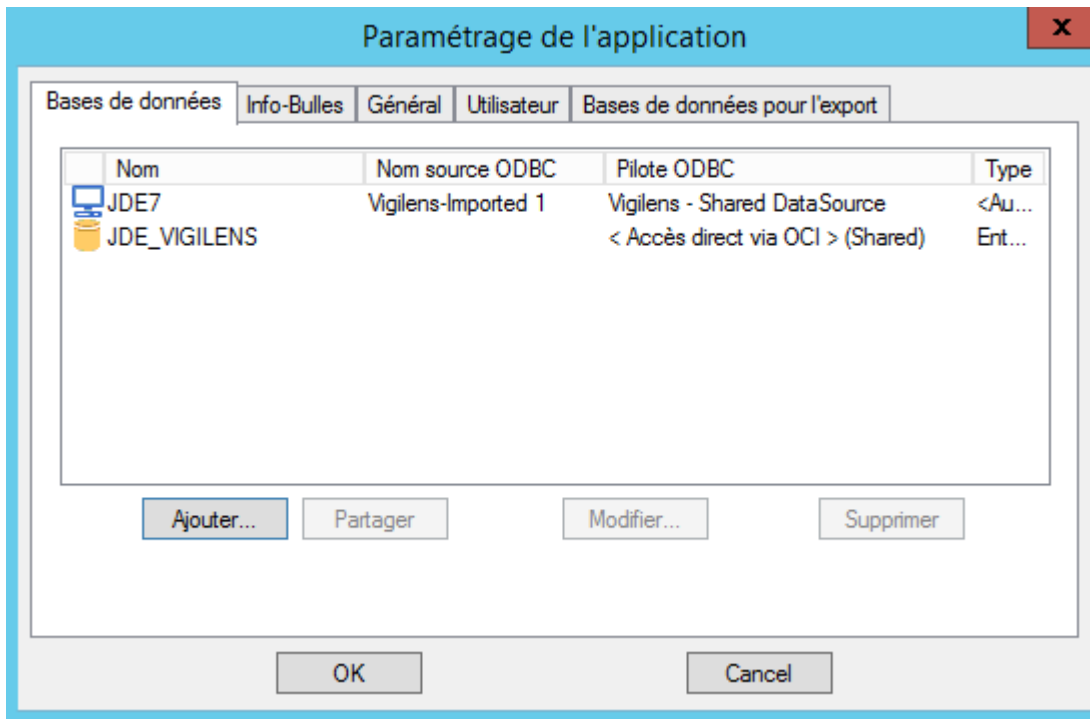 Paramétrage de l'application
x
Bases de données Info-Bulles Général Utilisateur Bases de données pour l'export
Nom Nom source ODBC Pilote ODBC Type
JDE7 Vigilens-Imported 1 Vigilens - Shared DataSource <Au...
JDE_VIGILENS < Accès direct via OCI > (Shared) Ent...
Ajouter... Partager Modifier... Supprimer
OK Cancel